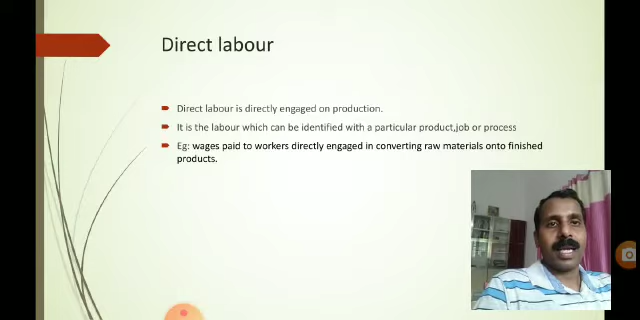 Direct labour
Direct labour is directly engaged on production.
It is the labour which can be identified with a particular product,job or process
Eg: wages paid to workers directly engaged in converting raw materials onto finished
products.